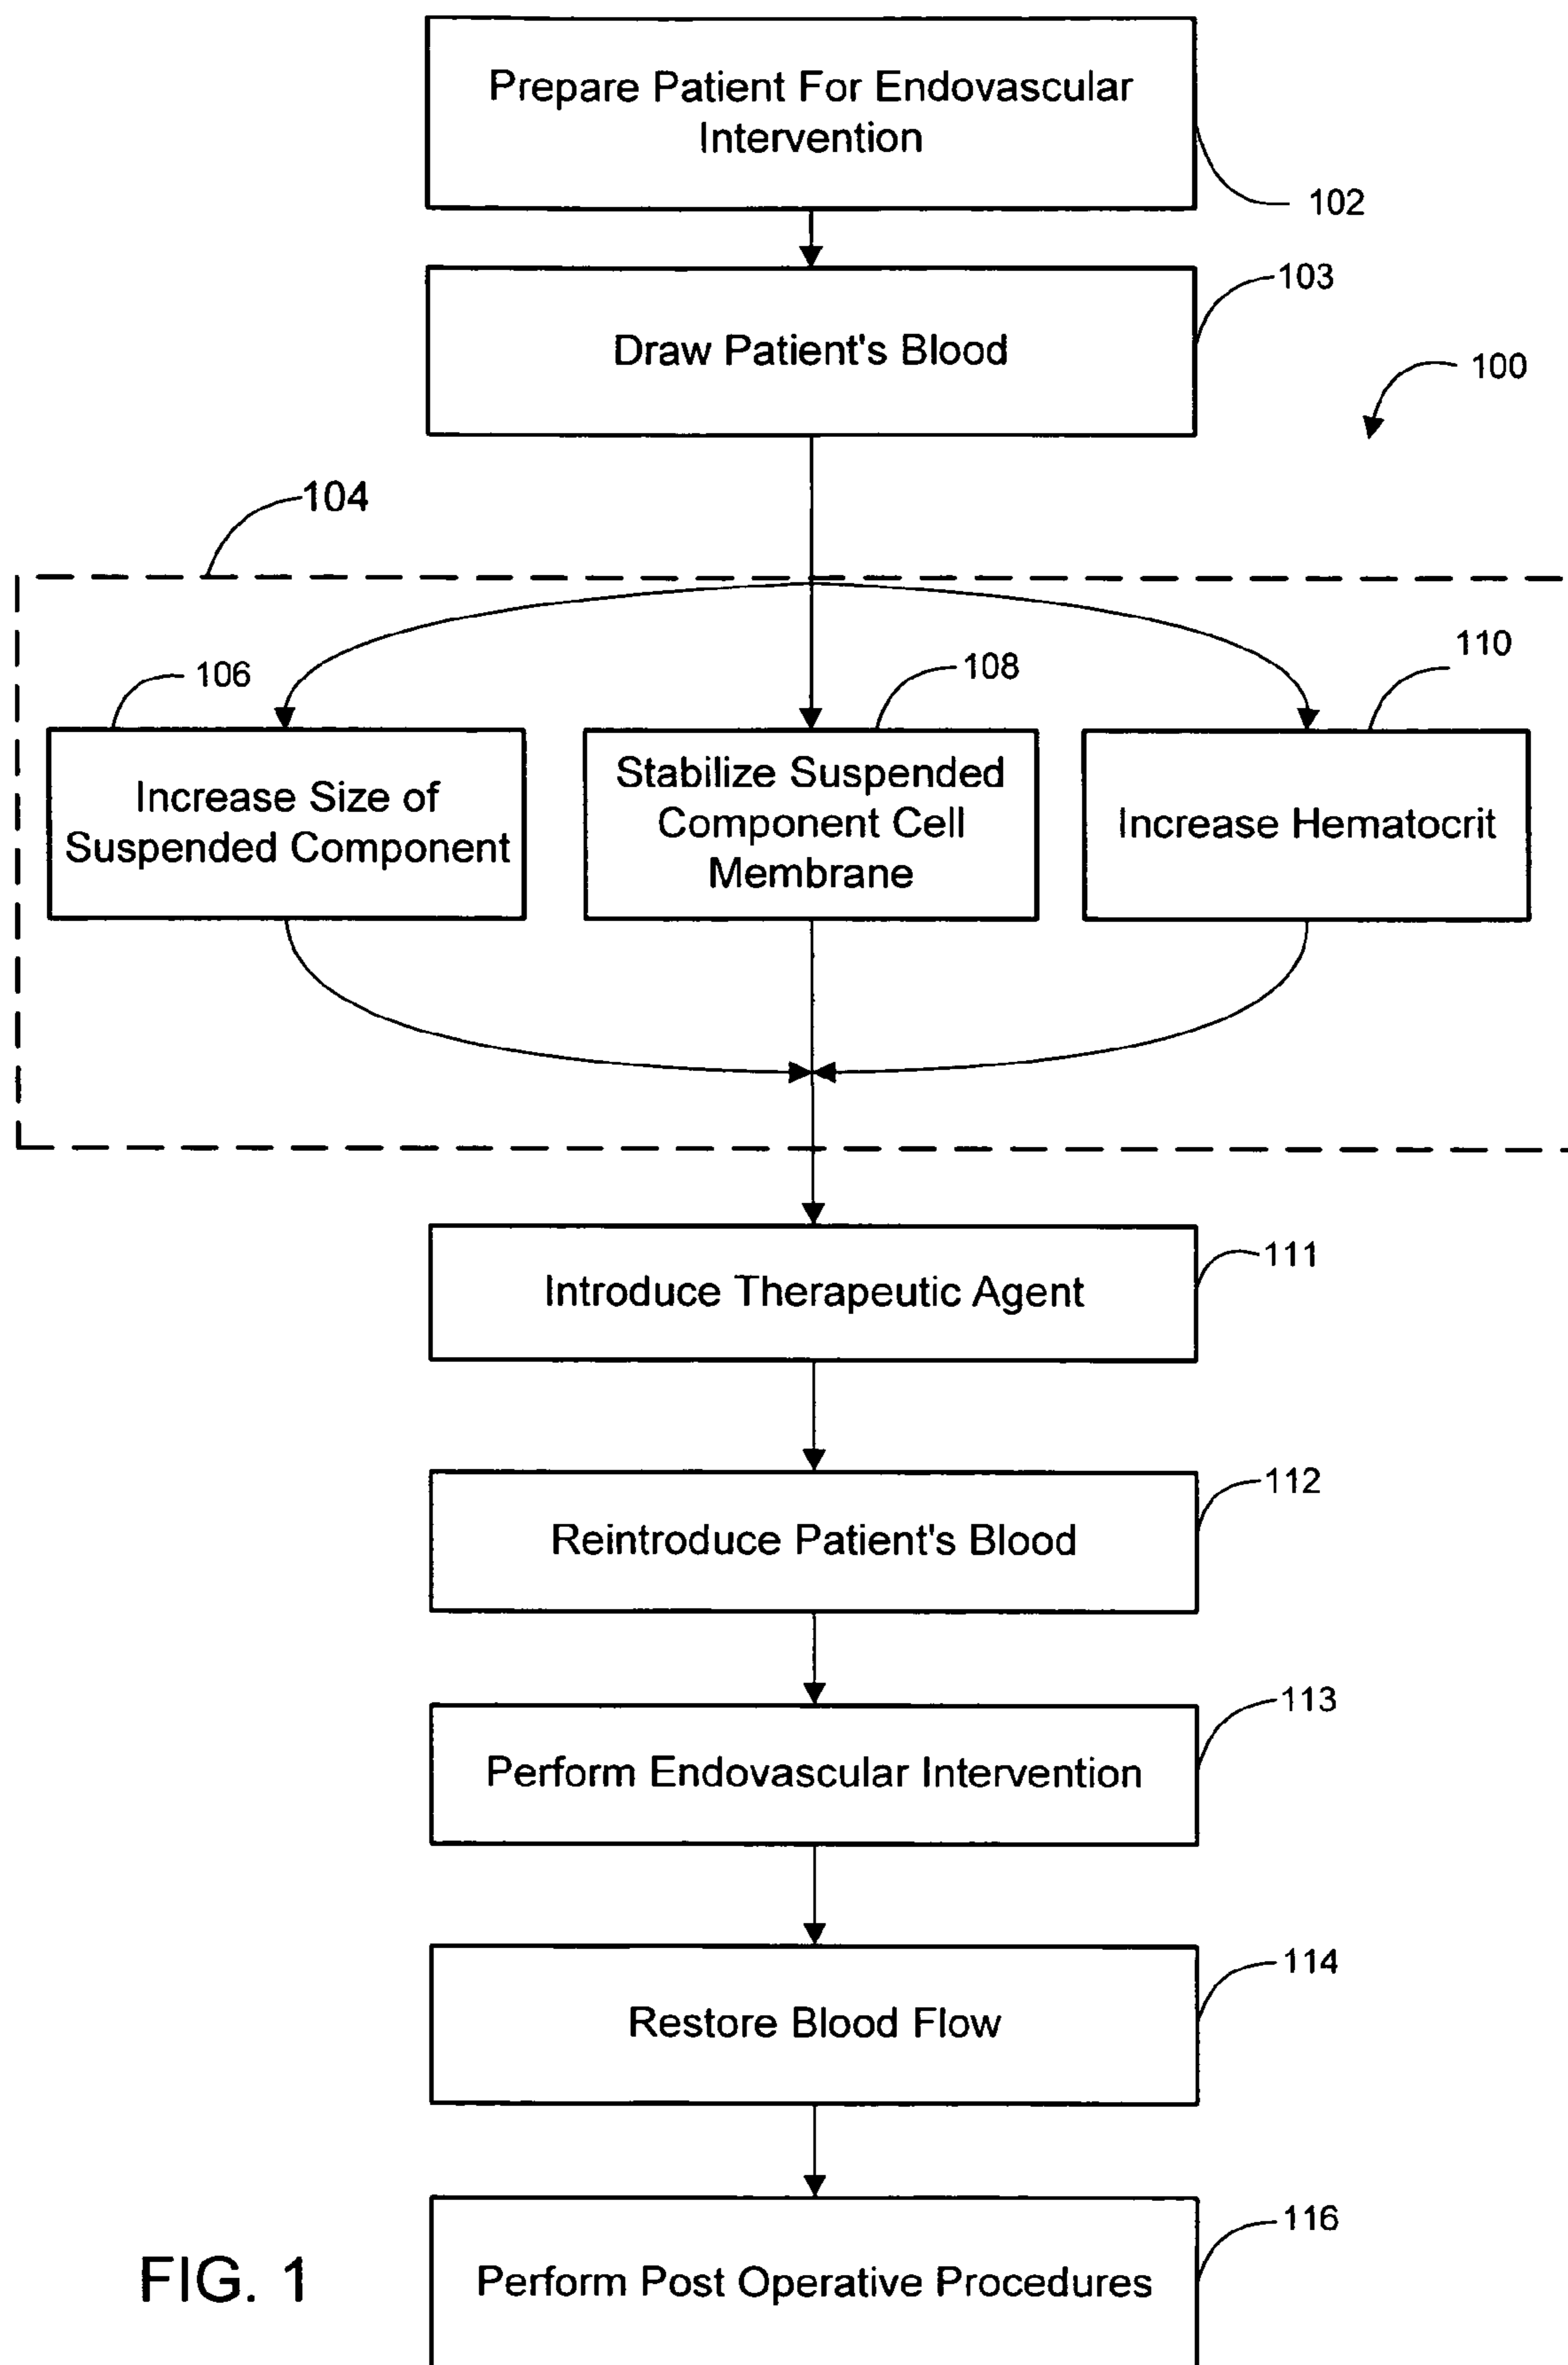 Prepare Patient For Endovascular
Intervention
102
103
Draw Patient's Blood
100
104
106
108
110
Increase Size of
Suspended Component
Stabilize Suspended
Component Cell
Membrane
Increase Hematocrit
111
Introduce Therapeutic Agent
112
Reintroduce Patient's Blood
113
Perform Endovascular Intervention
114
Restore Blood Flow
116
Perform Post Operative Procedures
FIG. 1